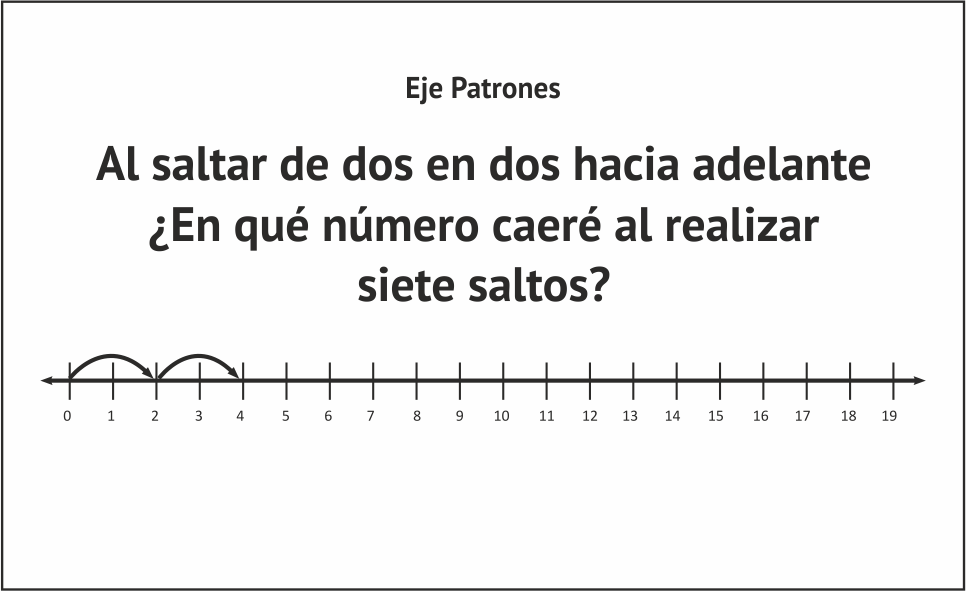 Eje Patrones
Al saltar de dos en dos hacia adelante
¿En qué número caeré al realizar
siete saltos?
0 1 2 3 4 5 6 7 8 9 10 11 12 13 14 15 16 17 18 19